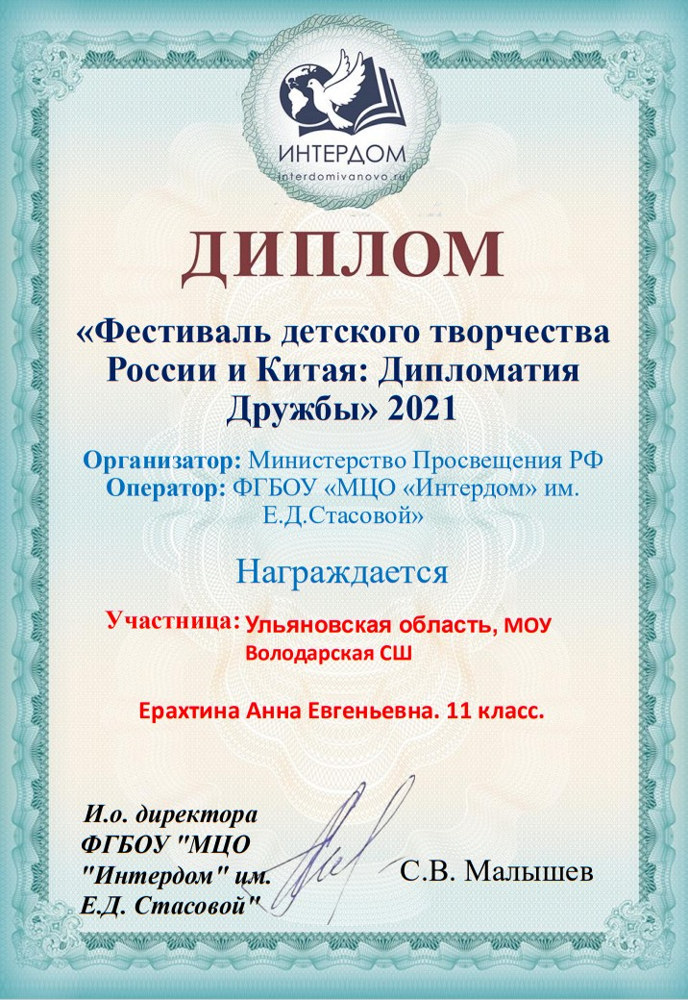 ИНТЕРДОМ
interdomivanovo.ru
ДИПЛОМ
«Фестиваль детского творчества
России и Китая: Дипломатия
Дружбы» 2021
Организатор: Министерство Просвещения РФ
Оператор: ФГБОУ «МЦО «Интердом» им.
Е.Д.Стасовой»
Награждается
Участница: Ульяновская область, МОУ
Володарская СШ
Ерахтина Анна Евгеньевна. 11 класс.
И.о. директора
ФГБОУ "МЦО
"Интердом" им.
Е.Д. Стасовой"
С.В. Малышев